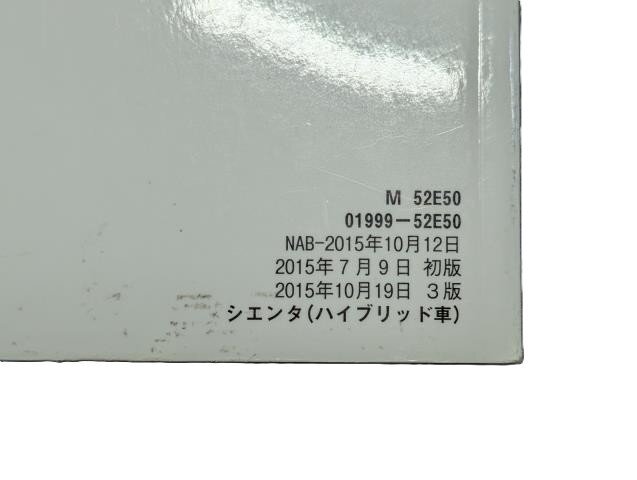 M 52E50
01999-52E50
NAB-2015年10月12日
2015年7月9日 初版
2015年10月19日 3版
シエンタ(ハイブリッド車)